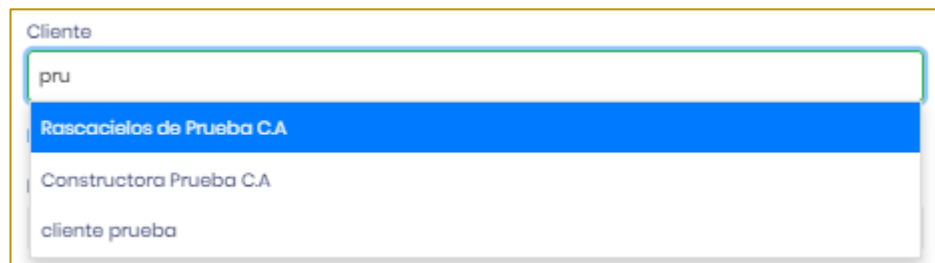 Cliente
pru
Rascacielos de Prueba C.A
Constructora Prueba C.A
cliente prueba